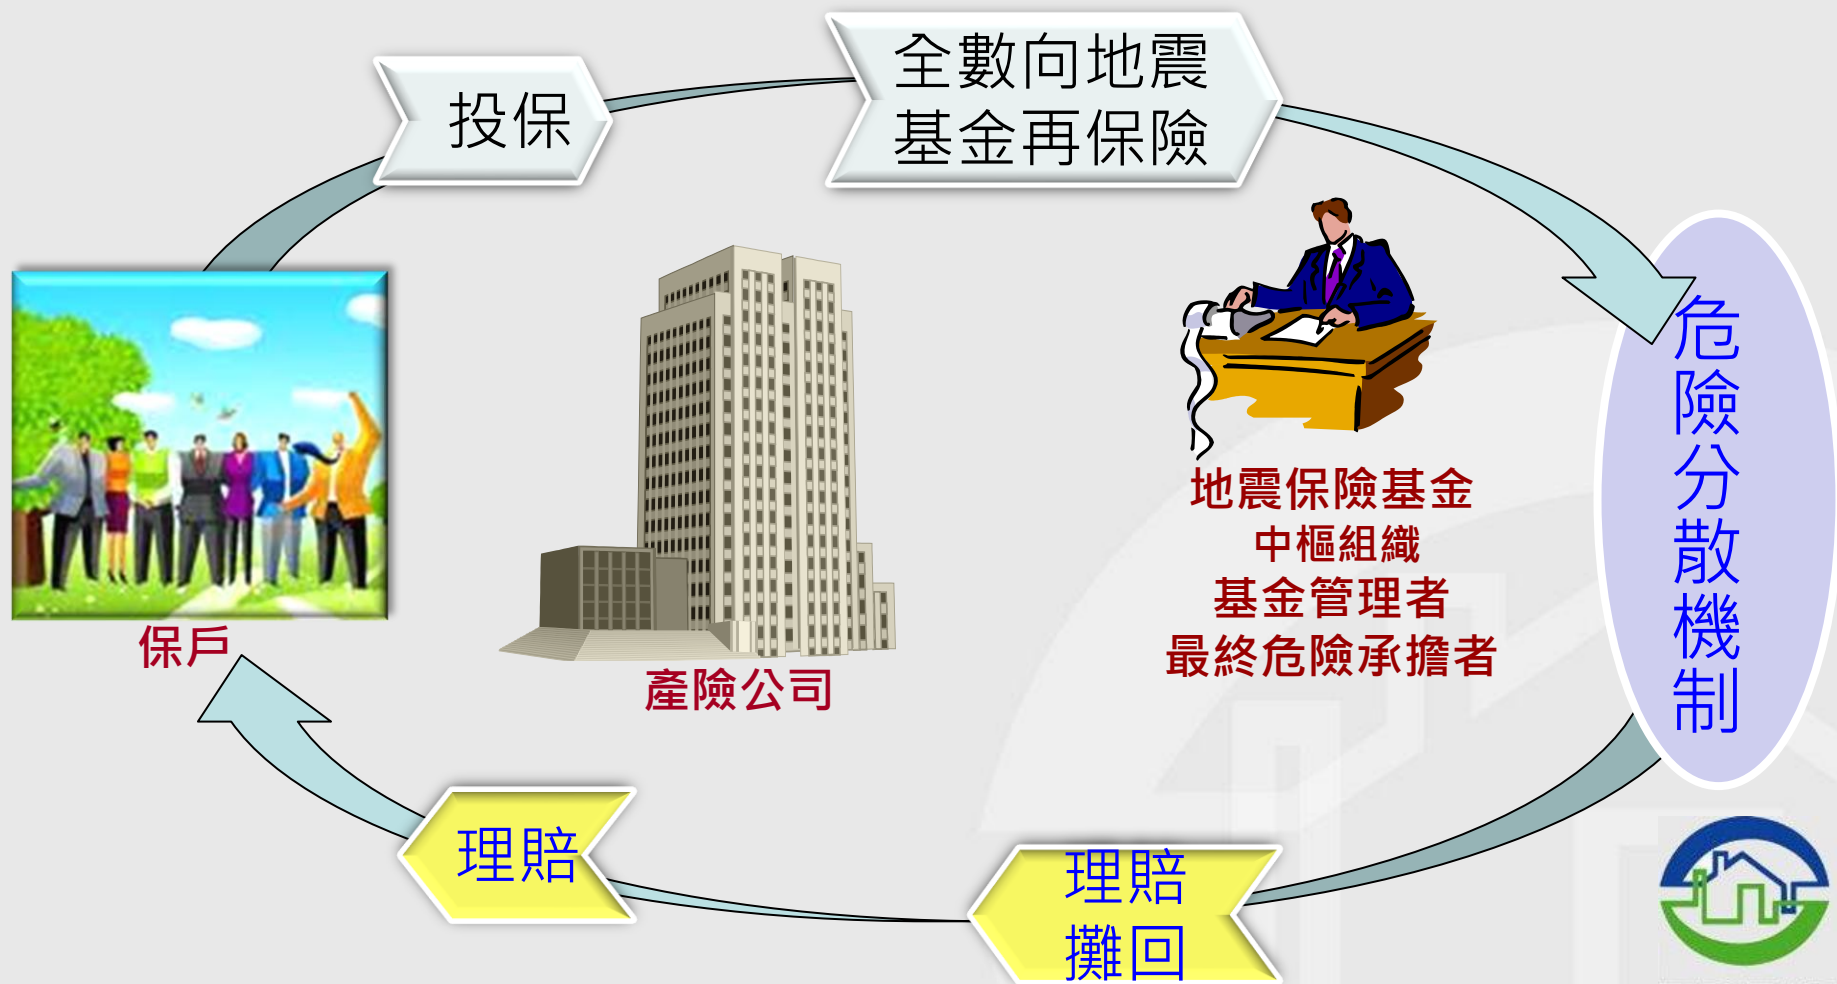 投保
全數向地震
基金再保險
保戶
產險公司
地震保險基金
中樞組織
基金管理者
最終危險承擔者
危險分散機制
理賠
理賠
攤回